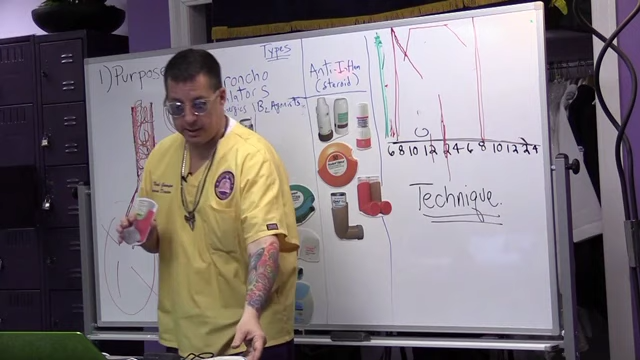 1) Purpose
Types
Broncho
dilators
B₂ Agonists
Anti-Inflam
(steroid)
6 8 10 12 2 4 6 8 10 12 2 4
Technique